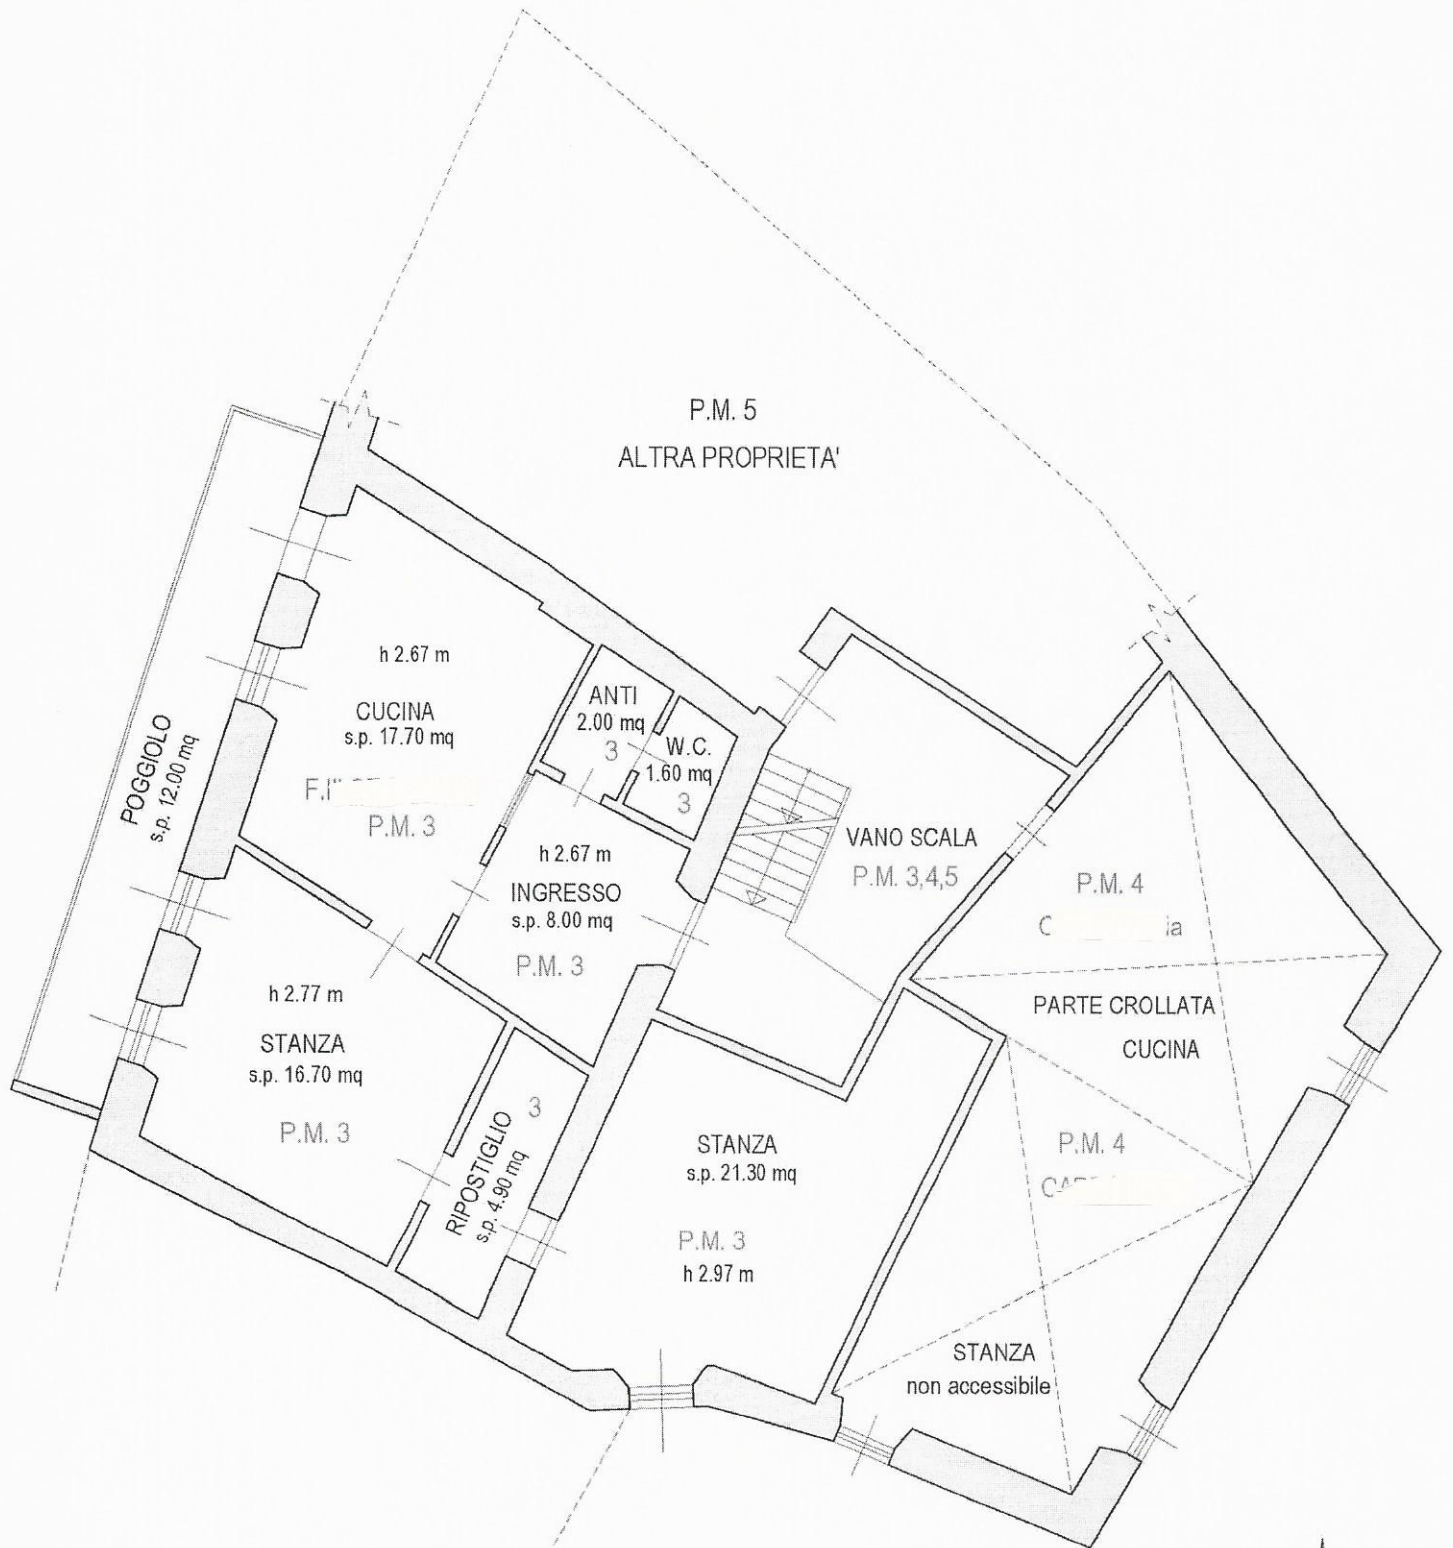 P.M. 5
ALTRA PROPRIETA'
h 2.67 m
CUCINA
s.p. 17.70 mq
P.M. 3
POGGIOLO
s.p. 12.00 mq
ANTI
2.00 mq
3
W.C.
1.60 mq
3
h 2.67 m
INGRESSO
s.p. 8.00 mq
P.M. 3
VANO SCALA
P.M. 3,4,5
P.M. 4
PARTE CROLLATA
CUCINA
h 2.77 m
STANZA
s.p. 16.70 mq
P.M. 3
3
RIPOSTIGLIO
s.p. 4.90 mq
STANZA
s.p. 21.30 mq
P.M. 3
h 2.97 m
P.M. 4
STANZA
non accessibile